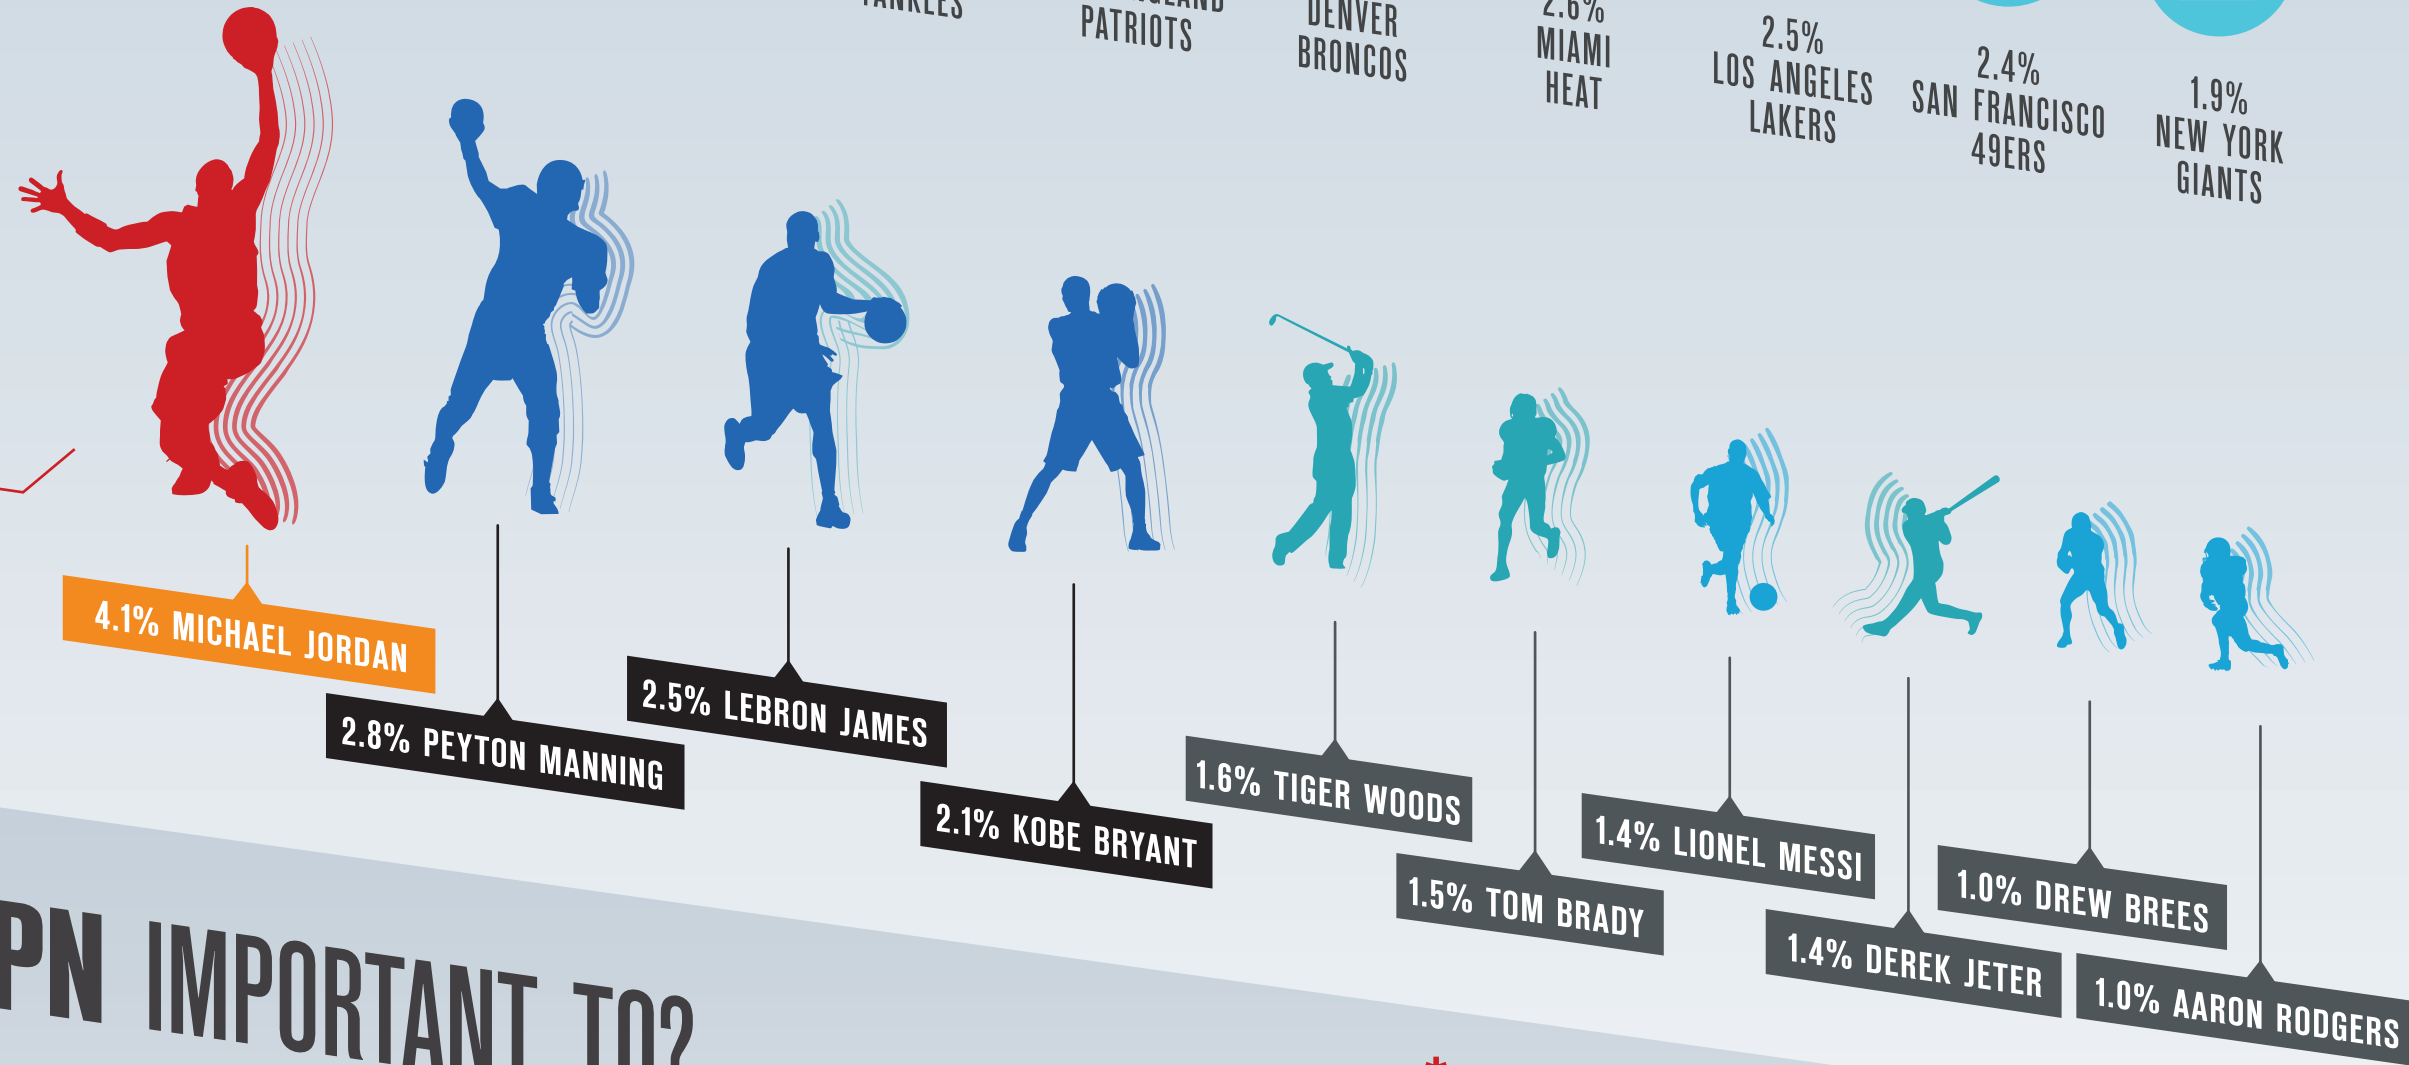 PATRIOTS
DENVER
BRONCOS
2.6%
MIAMI
HEAT
2.5%
LOS ANGELES
LAKERS
2.4%
SAN FRANCISCO
49ERS
1.9%
NEW YORK
GIANTS
4.1% MICHAEL JORDAN
2.8% PEYTON MANNING
2.5% LEBRON JAMES
2.1% KOBE BRYANT
1.6% TIGER WOODS
1.5% TOM BRADY
1.4% LIONEL MESSI
1.4% DEREK JETER
1.0% DREW BREES
1.0% AARON RODGERS
PN IMPORTANT TO?
*